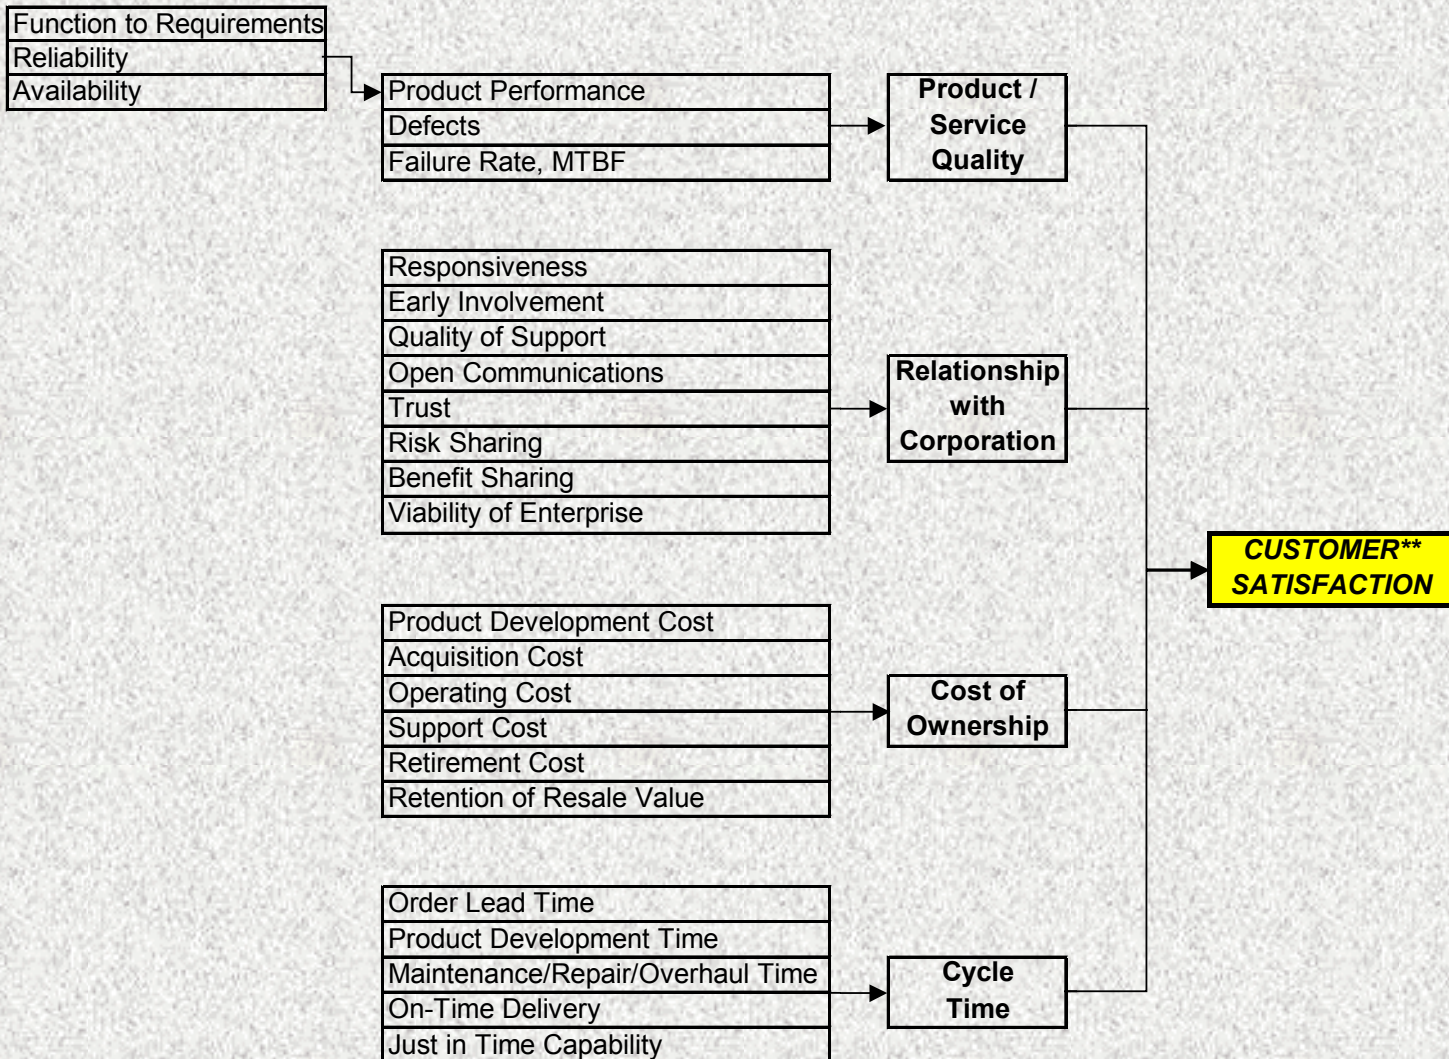 Function to Requirements
Reliability
Availability
Product Performance
Defects
Failure Rate, MTBF
Product /
Service
Quality
Responsiveness
Early Involvement
Quality of Support
Open Communications
Trust
Risk Sharing
Benefit Sharing
Viability of Enterprise
Relationship
with
Corporation
CUSTOMER**
SATISFACTION
Product Development Cost
Acquisition Cost
Operating Cost
Support Cost
Retirement Cost
Retention of Resale Value
Cost of
Ownership
Order Lead Time
Product Development Time
Maintenance/Repair/Overhaul Time
On-Time Delivery
Just in Time Capability
Cycle
Time